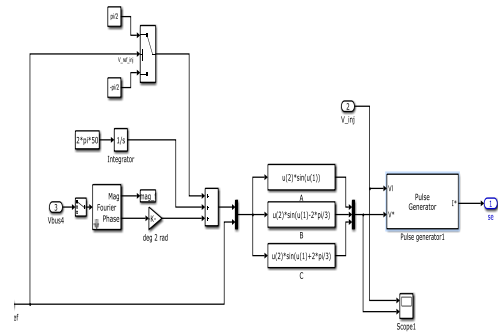 pi/2
V_ref_inj
-pi/2
2*pi*50
1/s
Integrator
3
Vbus4
Mag
Fourier
Phase
mag
K-
deg 2 rad
u(2)*sin(u(1))
A
u(2)*sin(u(1)-2*pi/3)
B
u(2)*sin(u(1)+2*pi/3)
C
2
V_inj
VI
V*
Pulse
Generator
I*
Pulse generator1
1
se
Scope1
ef